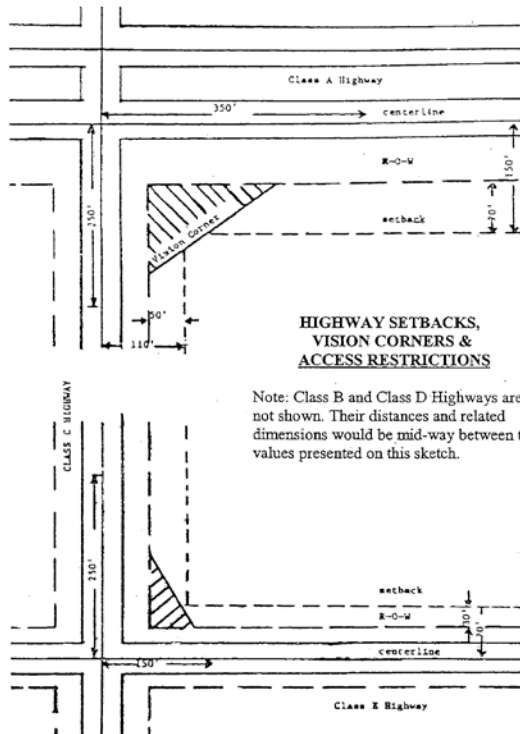 Class A Highway
350'
centerline
R-O-W
150'
250'
70'
Vision Corner
setback
50'
110'
HIGHWAY SETBACKS,
VISION CORNERS &
ACCESS RESTRICTIONS
Note: Class B and Class D Highways are
not shown. Their distances and related
dimensions would be mid-way between t
values presented on this sketch.
CLASS C HIGHWAY
250'
setback
R-O-W
30'
70'
centerline
150'
Class E Highway